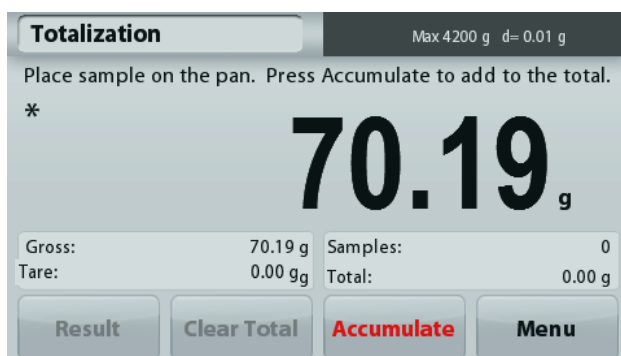 Totalization
Max 4200 g d= 0.01 g
Place sample on the pan. Press Accumulate to add to the total.
*
70.19 g
Gross: 70.19 g
Tare: 0.00 gg
Samples: 0
Total: 0.00 g
Result
Clear Total
Accumulate
Menu